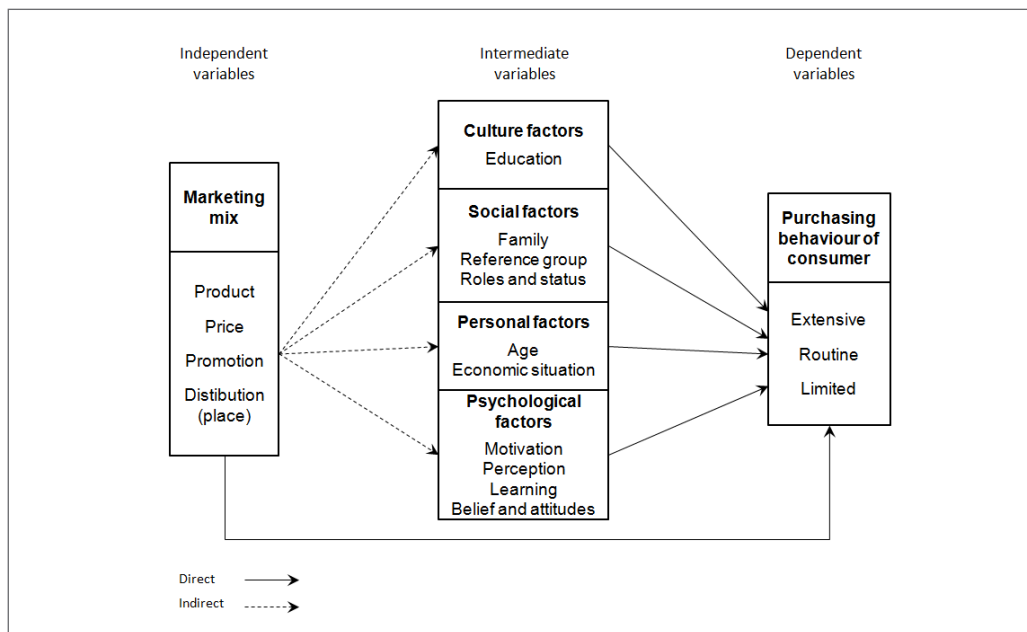 Independent
variables
Intermediate
variables
Dependent
variables
Marketing
mix
Product
Price
Promotion
Distibution
(place)
Culture factors
Education
Social factors
Family
Reference group
Roles and status
Personal factors
Age
Economic situation
Psychological
factors
Motivation
Perception
Learning
Belief and attitudes
Purchasing
behaviour of
consumer
Extensive
Routine
Limited
Direct
Indirect